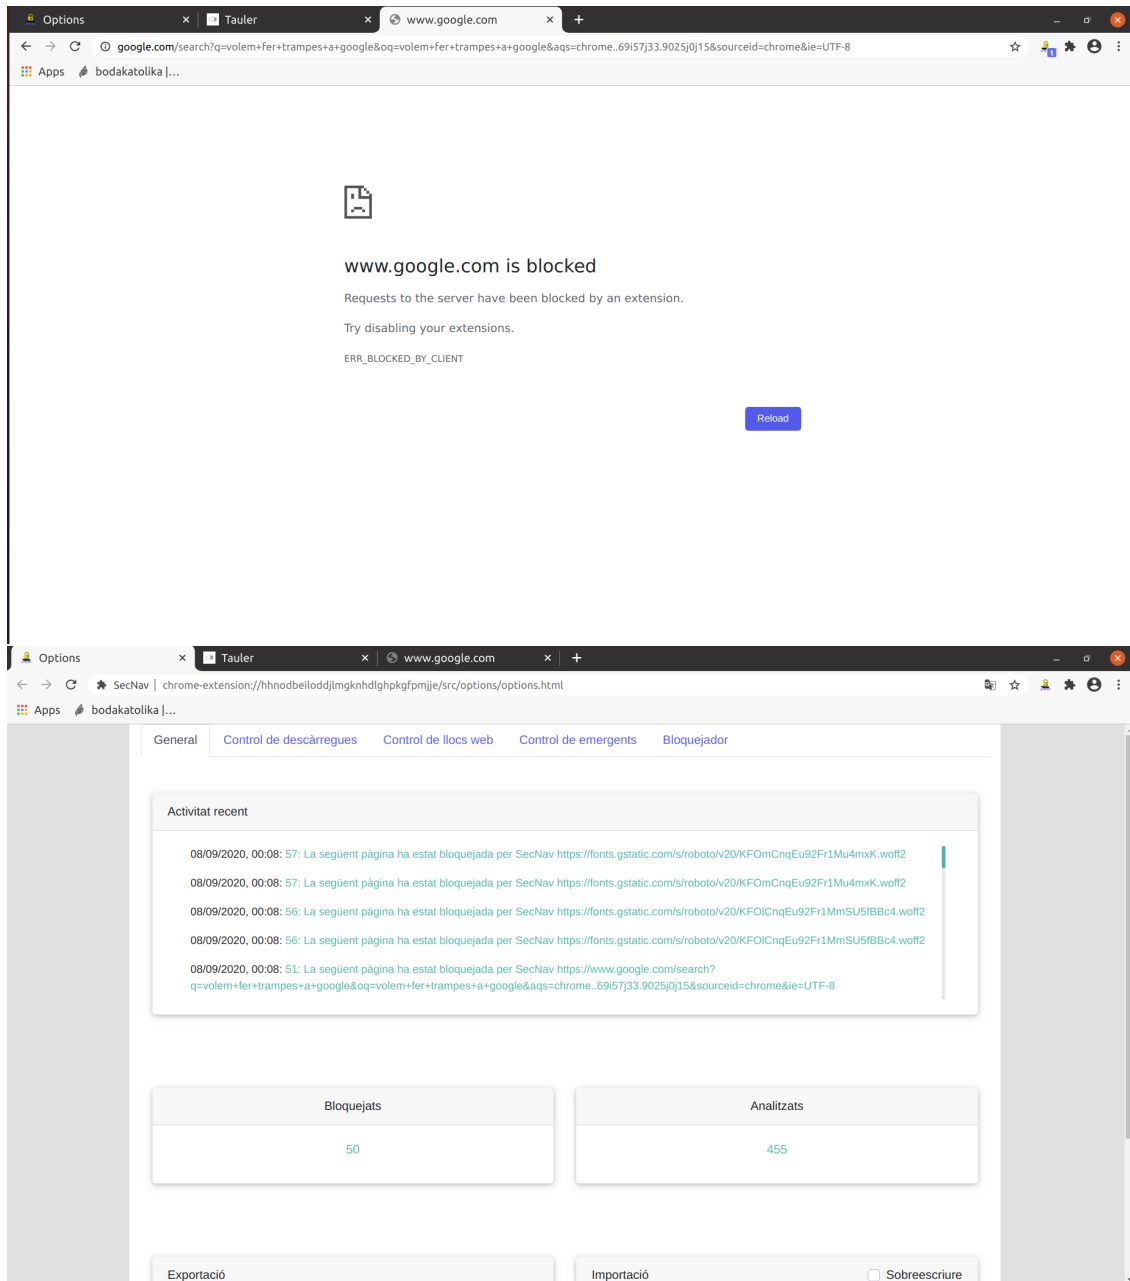 Options
Tauler
www.google.com
google.com/search?q=volem+fer+trampes+a+google&oq=volem+fer+trampes+a+google&aqs=chrome..69i57j33.9025j0j15&sourceid=chrome&ie=UTF-8
1
Apps bodakatolika |...
www.google.com is blocked
Requests to the server have been blocked by an extension.
Try disabling your extensions.
ERR_BLOCKED_BY_CLIENT
Reload
Options
Tauler
www.google.com
SecNav | chrome-extension://hhnodbeiloddjlmgknhdlghpkgfpmjje/src/options/options.html
Apps bodakatolika |...
General Control de descàrregues Control de llocs web Control de emergents Bloquejador
Activitat recent
08/09/2020, 00:08: 57: La següent pàgina ha estat bloquejada per SecNav https://fonts.gstatic.com/s/roboto/v20/KFOmCnqEu92Fr1Mu4mxK.woff2
08/09/2020, 00:08: 57: La següent pàgina ha estat bloquejada per SecNav https://fonts.gstatic.com/s/roboto/v20/KFOmCnqEu92Fr1Mu4mxK.woff2
08/09/2020, 00:08: 56: La següent pàgina ha estat bloquejada per SecNav https://fonts.gstatic.com/s/roboto/v20/KFOlCnqEu92Fr1MmSU5fBBc4.woff2
08/09/2020, 00:08: 56: La següent pàgina ha estat bloquejada per SecNav https://fonts.gstatic.com/s/roboto/v20/KFOlCnqEu92Fr1MmSU5fBBc4.woff2
08/09/2020, 00:08: 51: La següent pàgina ha estat bloquejada per SecNav https://www.google.com/search?
q=volem+fer+trampes+a+google&oq=volem+fer+trampes+a+google&aqs=chrome..69i57j33.9025j0j15&sourceid=chrome&ie=UTF-8
Bloquejats
50
Analitzats
455
Exportació
Importació
Sobreescriure